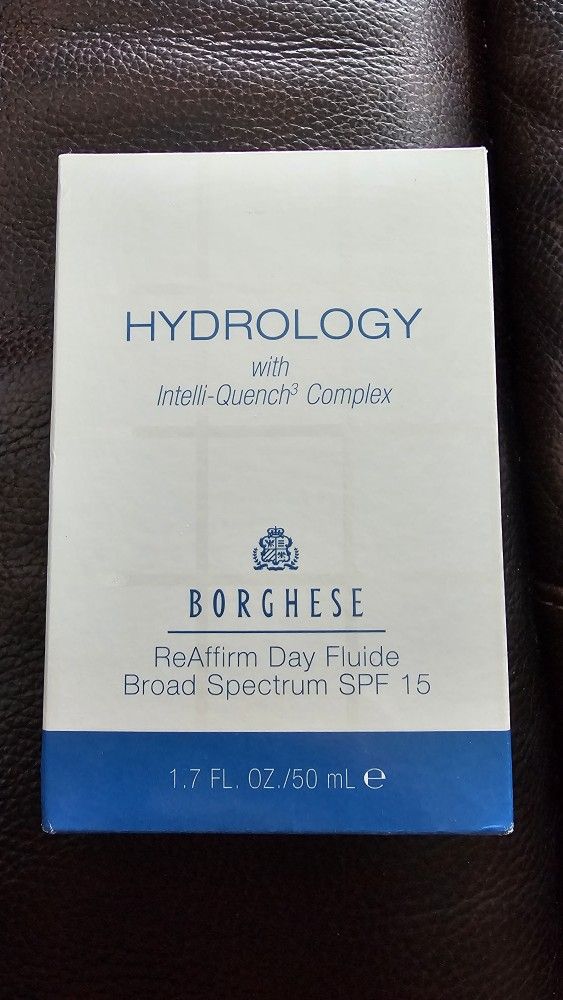 HYDROLOGY
with
Intelli-Quench³ Complex
BORGHESE
ReAffirm Day Fluide
Broad Spectrum SPF 15
1.7 FL. OZ./50 mL ℮